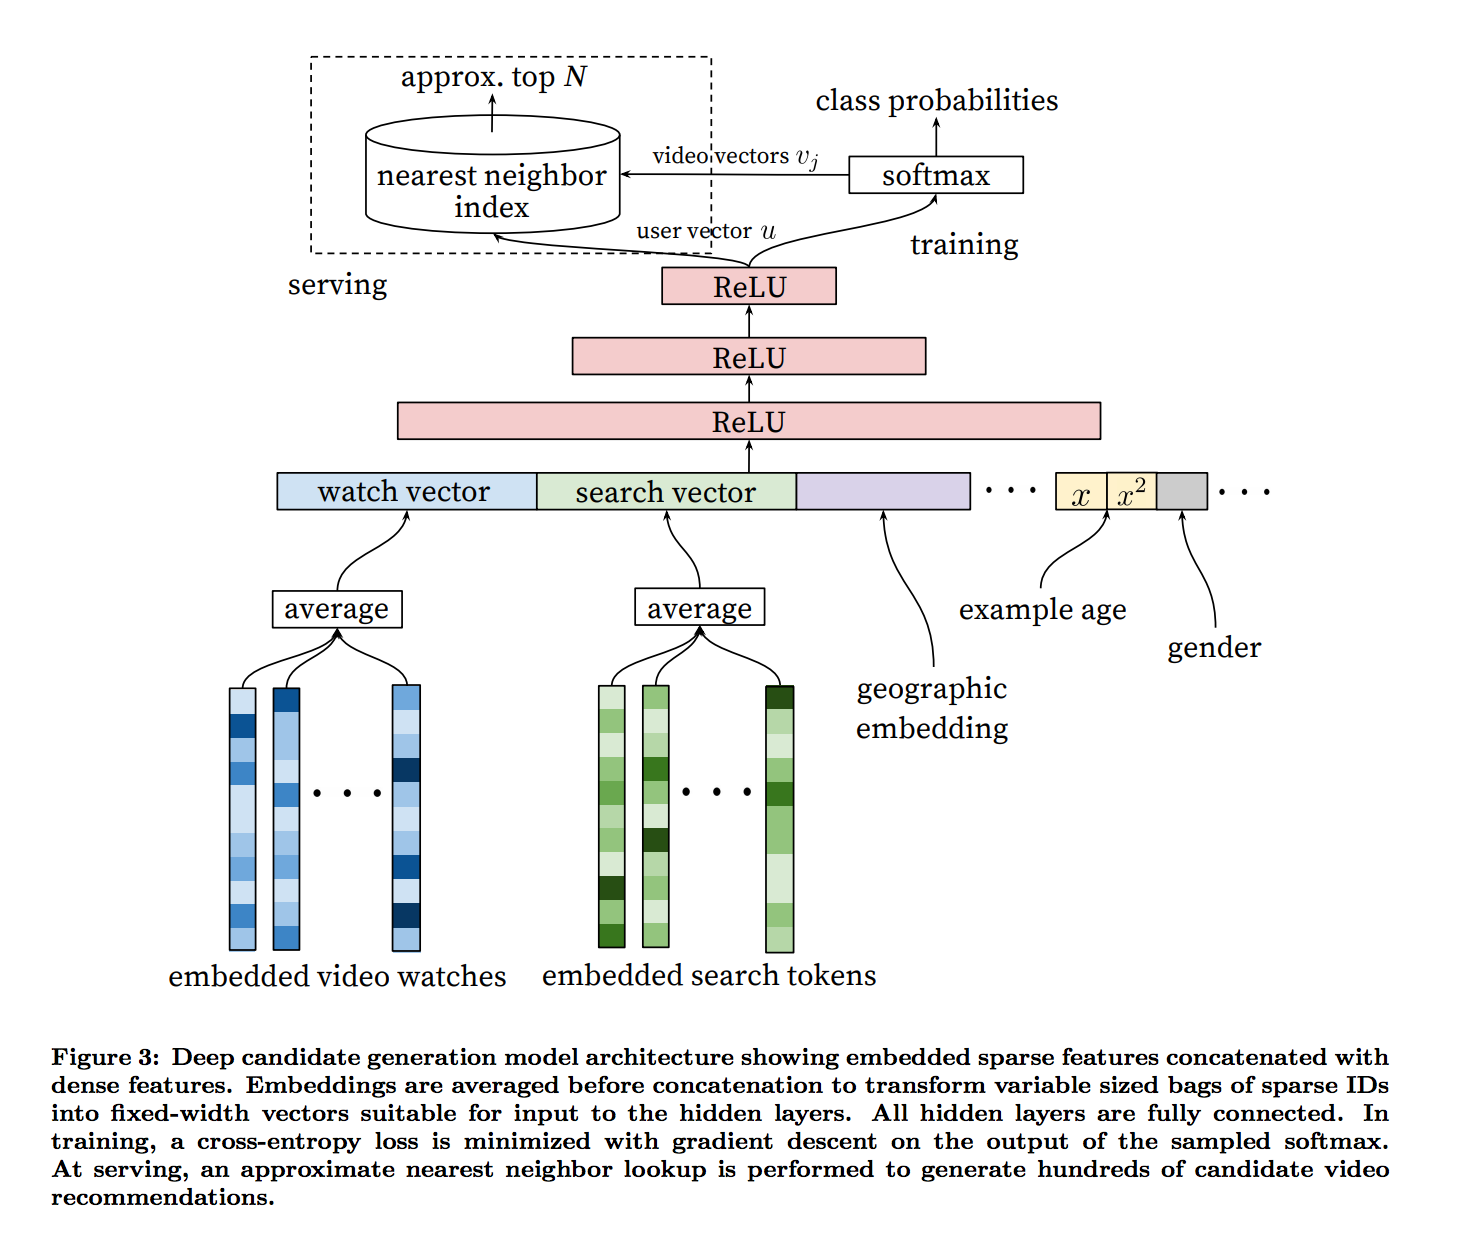 approx. top N
class probabilities
video vectors v_j
softmax
nearest neighbor
index
user vector u
training
serving
ReLU
ReLU
ReLU
watch vector
search vector
x
x²
average
average
example age
gender
geographic
embedding
embedded video watches
embedded search tokens
Figure 3: Deep candidate generation model architecture showing embedded sparse features concatenated with
dense features. Embeddings are averaged before concatenation to transform variable sized bags of sparse IDs
into fixed-width vectors suitable for input to the hidden layers. All hidden layers are fully connected. In
training, a cross-entropy loss is minimized with gradient descent on the output of the sampled softmax.
At serving, an approximate nearest neighbor lookup is performed to generate hundreds of candidate video
recommendations.